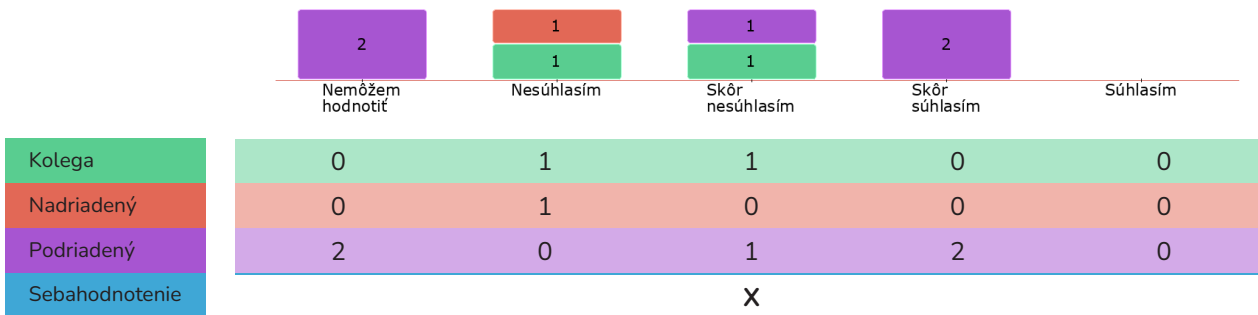 2 1 1 2
1 1
Nemôžem hodnotiť
Nesúhlasím
Skôr nesúhlasím
Skôr súhlasím
Súhlasím
Kolega 0 1 1 0 0
Nadriadený 0 1 0 0 0
Podriadený 2 0 1 2 0
Sebahodnotenie x